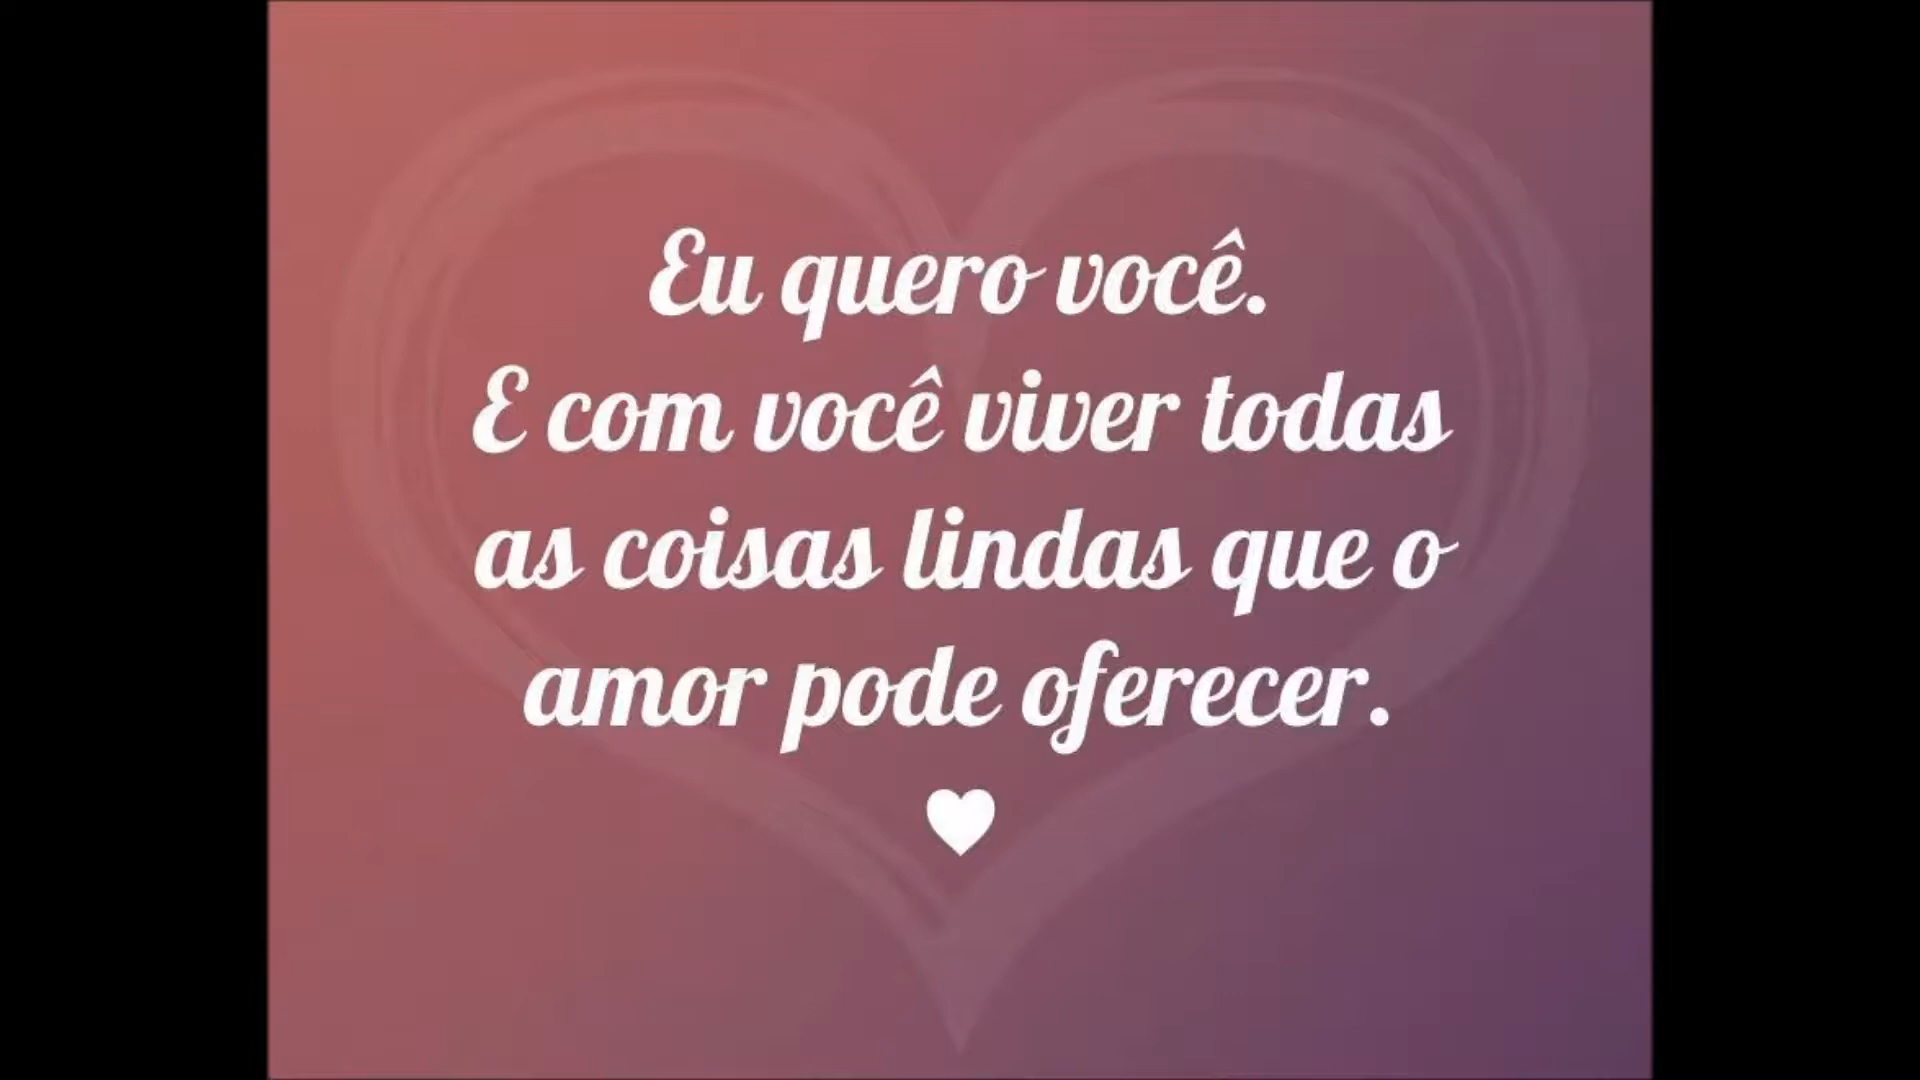 Eu quero você.
E com você viver todas
as coisas lindas que o
amor pode oferecer.